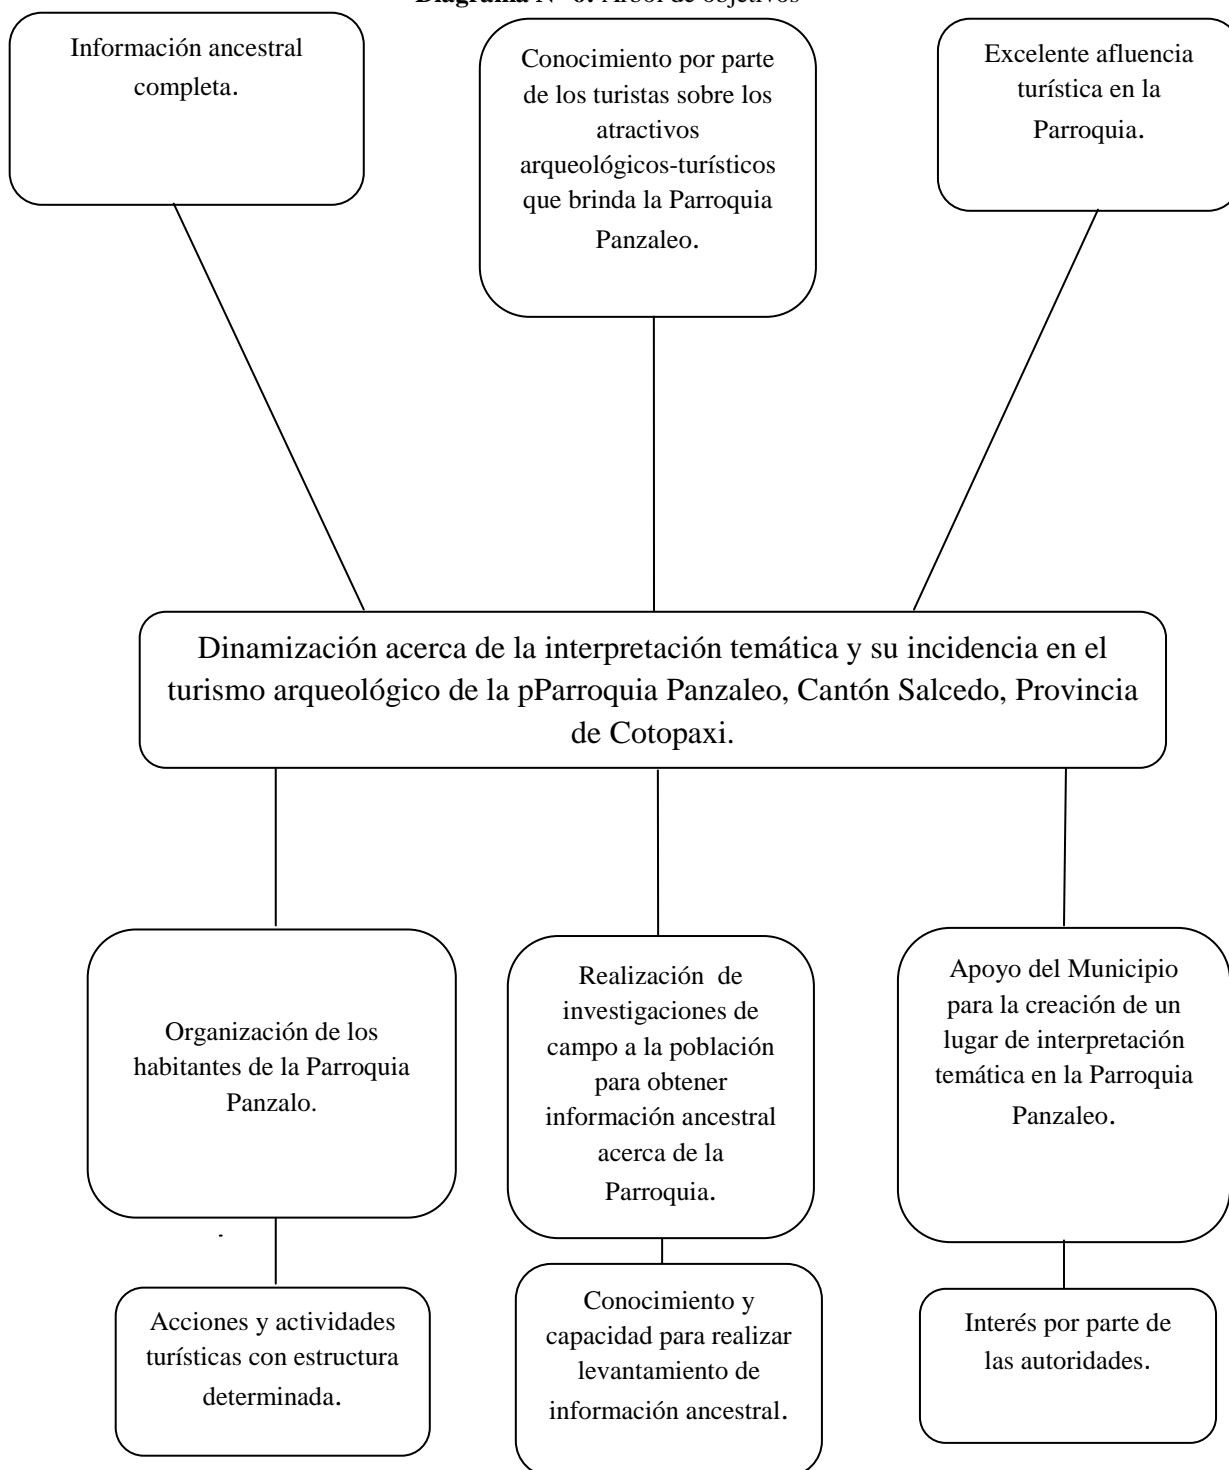 Diagrama N° 6. Árbol de objetivos
Información ancestral
completa.
Conocimiento por parte
de los turistas sobre los
atractivos
arqueológicos-turísticos
que brinda la Parroquia
Panzaleo.
Excelente afluencia
turística en la
Parroquia.
Dinamización acerca de la interpretación temática y su incidencia en el
turismo arqueológico de la pParroquia Panzaleo, Cantón Salcedo, Provincia
de Cotopaxi.
Organización de los
habitantes de la Parroquia
Panzalo.
Realización de
investigaciones de
campo a la población
para obtener
información ancestral
acerca de la
Parroquia.
Apoyo del Municipio
para la creación de un
lugar de interpretación
temática en la Parroquia
Panzaleo.
Acciones y actividades
turísticas con estructura
determinada.
Conocimiento y
capacidad para realizar
levantamiento de
información ancestral.
Interés por parte de
las autoridades.